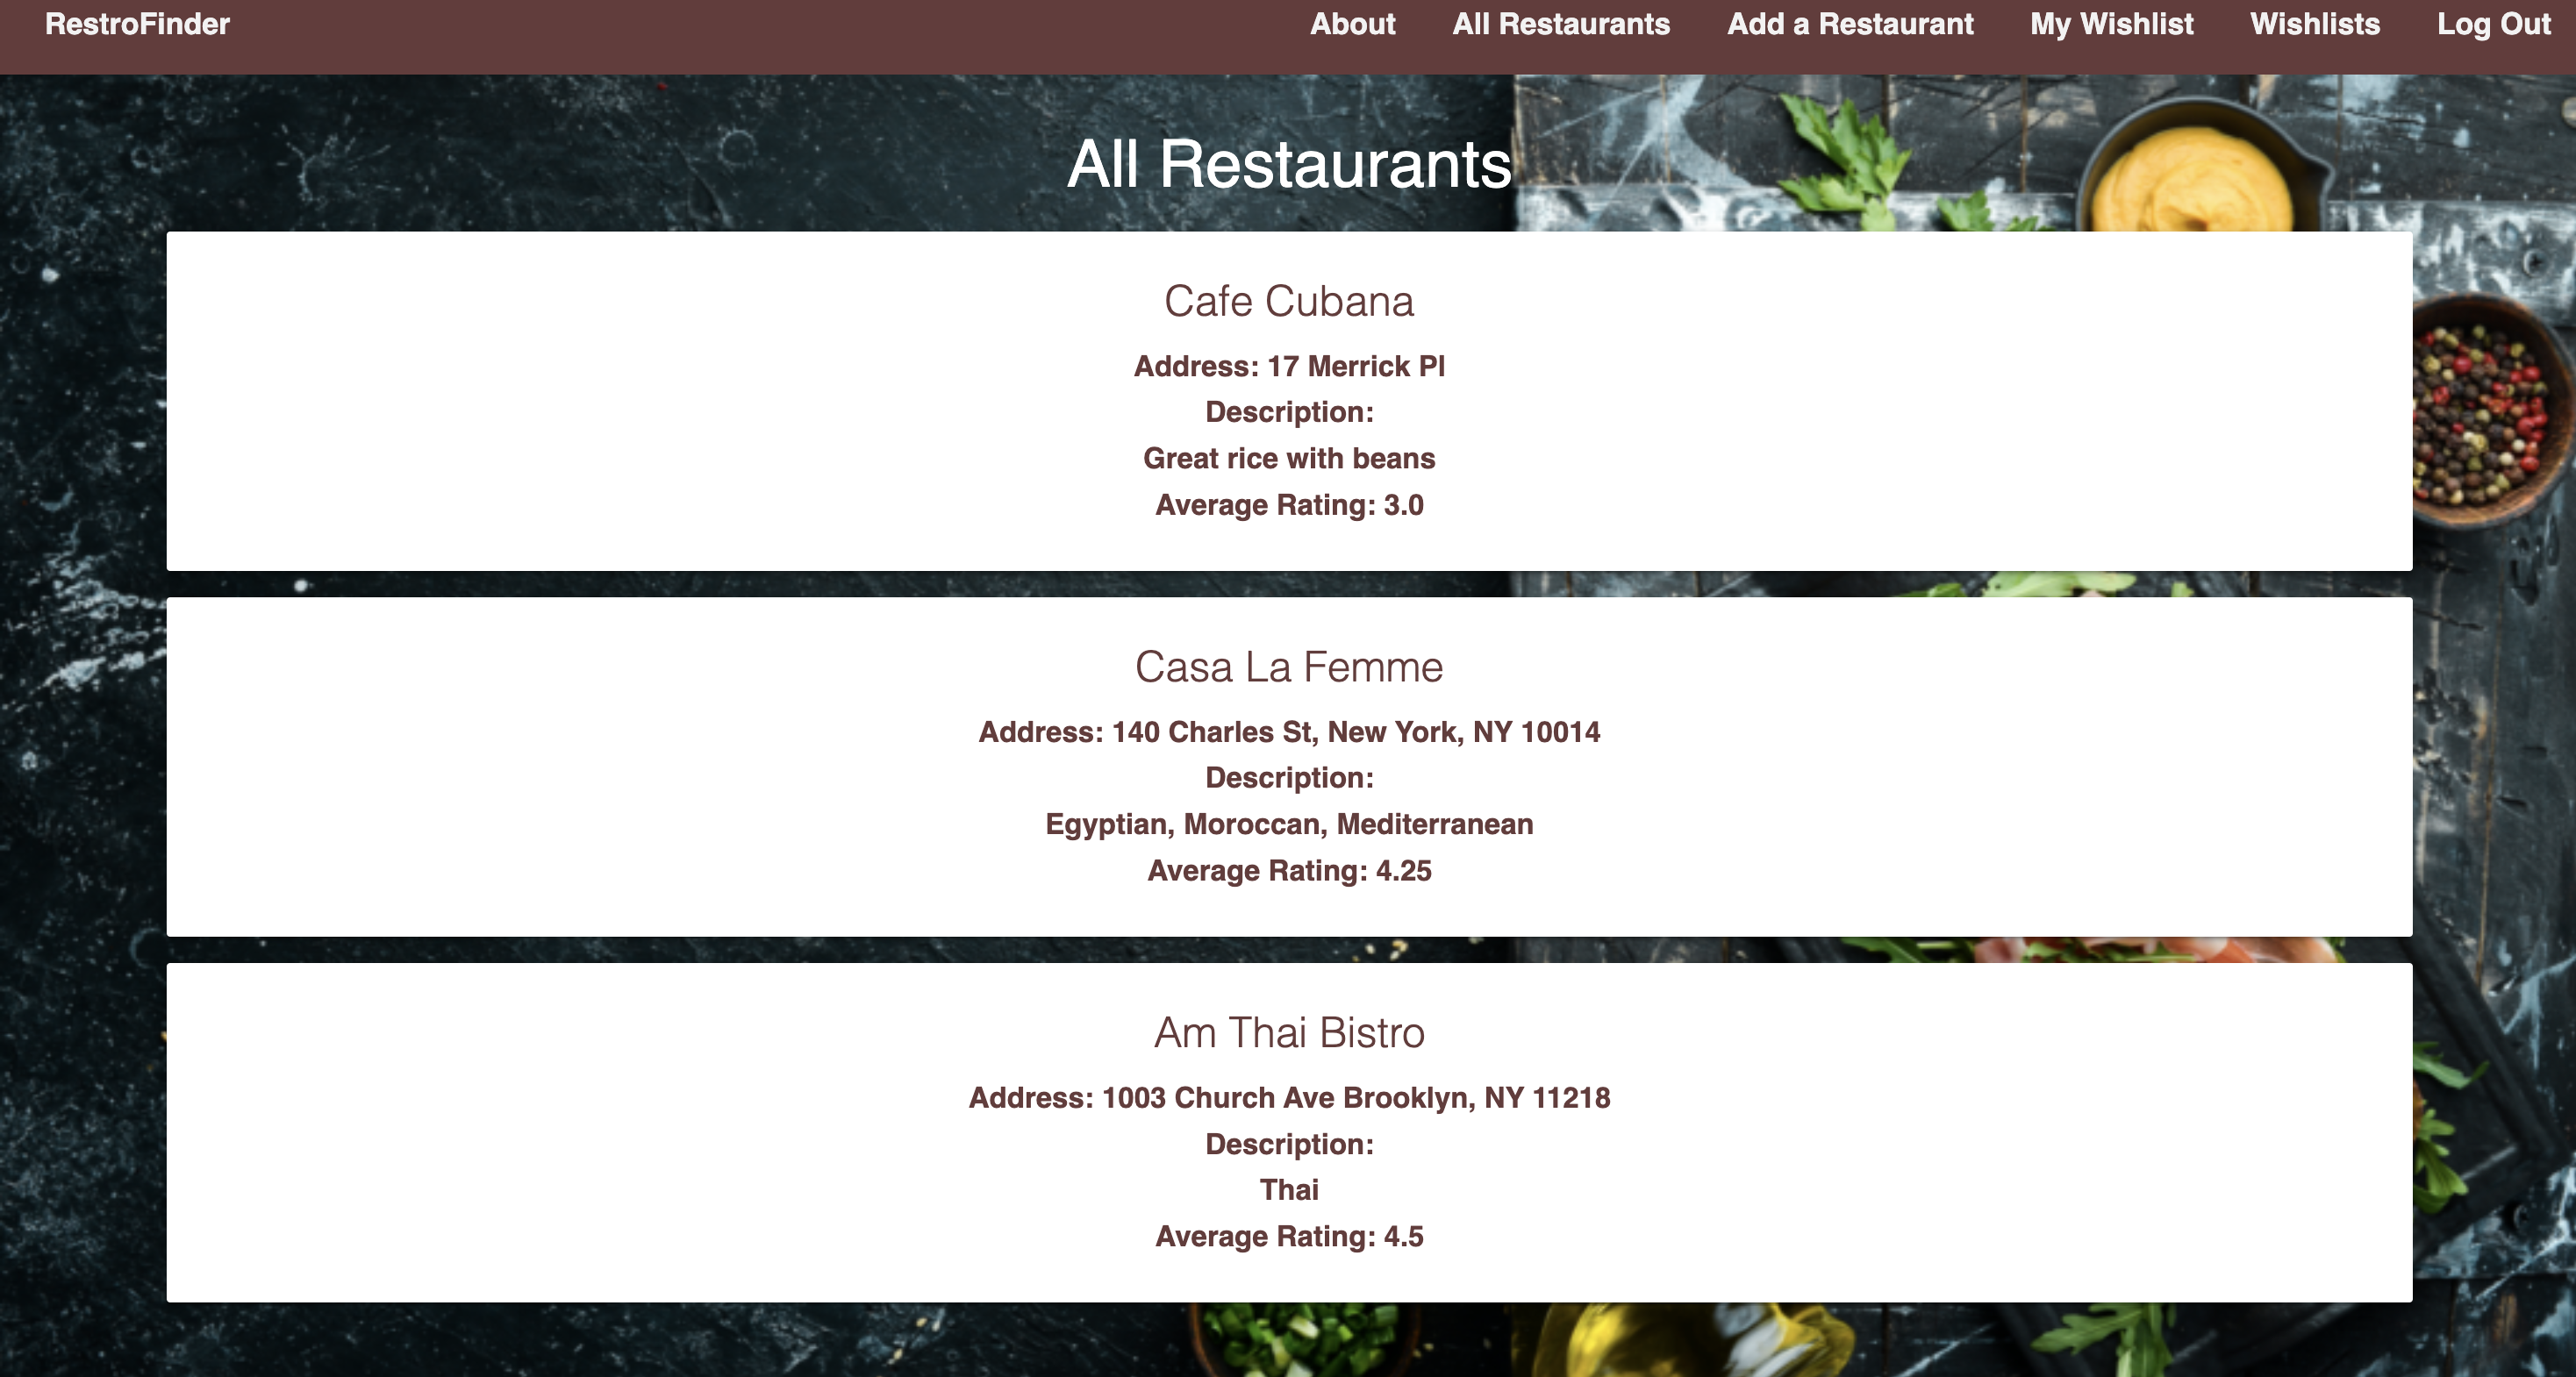 RestroFinder
About All Restaurants Add a Restaurant My Wishlist Wishlists Log Out
All Restaurants
Cafe Cubana
Address: 17 Merrick Pl
Description:
Great rice with beans
Average Rating: 3.0
Casa La Femme
Address: 140 Charles St, New York, NY 10014
Description:
Egyptian, Moroccan, Mediterranean
Average Rating: 4.25
Am Thai Bistro
Address: 1003 Church Ave Brooklyn, NY 11218
Description:
Thai
Average Rating: 4.5